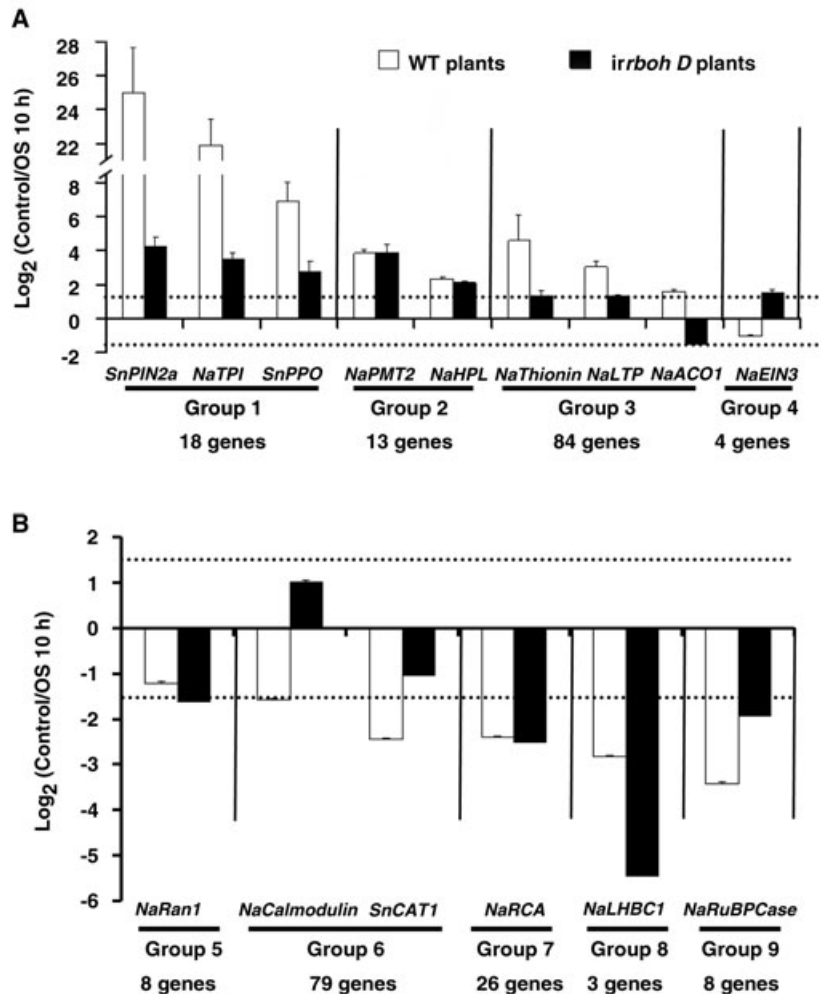 A
WT plants
irrboh D plants
Log2 (Control/OS 10 h)
28
26
24
22
8
6
4
2
0
-2
SnPIN2a NaTPI SnPPO NaPMT2 NaHPL NaThionin NaLTP NaACO1 NaEIN3
Group 1 Group 2 Group 3 Group 4
18 genes 13 genes 84 genes 4 genes
B
Log2 (Control/OS 10 h)
2
1
0
-1
-2
-3
-4
-5
-6
NaRan1 NaCalmodulin SnCAT1 NaRCA NaLHBC1 NaRuBPCase
Group 5 Group 6 Group 7 Group 8 Group 9
8 genes 79 genes 26 genes 3 genes 8 genes